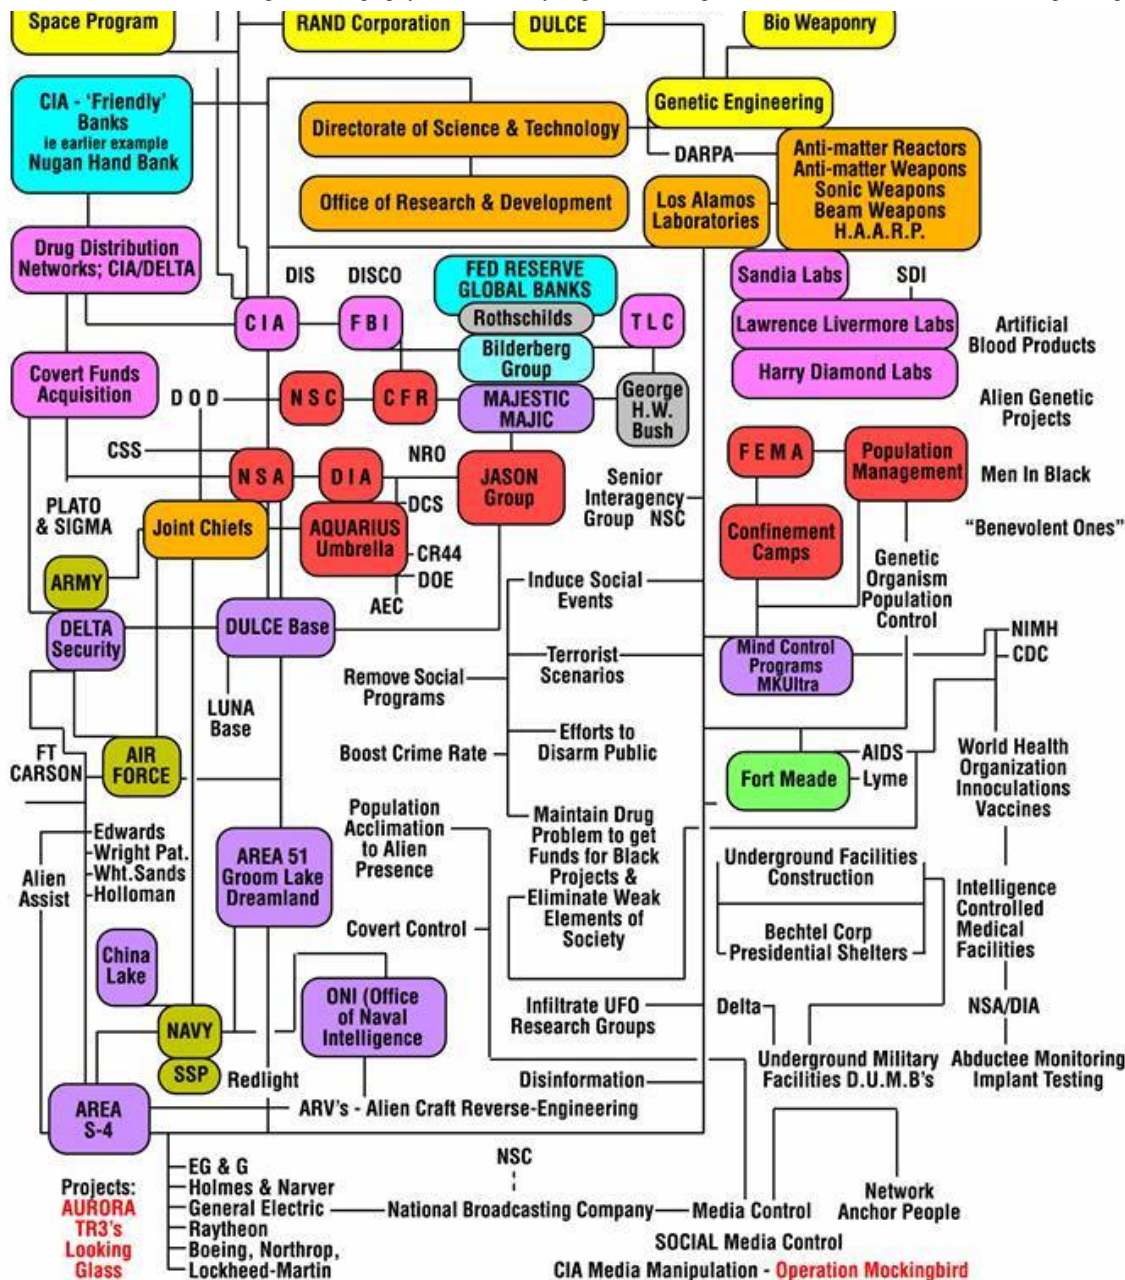 Space Program
RAND Corporation
DULCE
Bio Weaponry
CIA - 'Friendly'
Banks
ie earlier example
Nugan Hand Bank
Genetic Engineering
Directorate of Science & Technology
DARPA
Anti-matter Reactors
Anti-matter Weapons
Sonic Weapons
Beam Weapons
H.A.A.R.P.
Office of Research & Development
Los Alamos
Laboratories
Drug Distribution
Networks; CIA/DELTA
DIS
DISCO
FED RESERVE
GLOBAL BANKS
Rothschilds
Bilderberg
Group
MAJESTIC
MAJIC
Sandia Labs
SDI
CIA
FBI
TLC
Lawrence Livermore Labs
Harry Diamond Labs
Artificial
Blood Products
Covert Funds
Acquisition
DOD
NSC
CFR
George
H.W.
Bush
Alien Genetic
Projects
CSS
NSA
DIA
NRO
DCS
JASON
Group
Senior
Interagency
Group NSC
FEMA
Population
Management
Men In Black
PLATO
& SIGMA
Joint Chiefs
AQUARIUS
Umbrella
CR44
DOE
AEC
Confinement
Camps
"Benevolent Ones"
Genetic
Organism
Population
Control
ARMY
DELTA
Security
DULCE Base
LUNA
Base
Induce Social
Events
Terrorist
Scenarios
Remove Social
Programs
Efforts to
Disarm Public
Boost Crime Rate
Mind Control
Programs
MKUltra
NIMH
CDC
FT
CARSON
AIR
FORCE
Fort Meade
AIDS
Lyme
World Health
Organization
Innoculations
Vaccines
Population
Acclimation
to Alien
Presence
Maintain Drug
Problem to get
Funds for Black
Projects &
Eliminate Weak
Elements of
Society
Edwards
Wright Pat.
Wht.Sands
Holloman
Alien
Assist
AREA 51
Groom Lake
Dreamland
Covert Control
Underground Facilities
Construction
Bechtel Corp
Presidential Shelters
Intelligence
Controlled
Medical
Facilities
China
Lake
NAVY
SSP
Redlight
ONI (Office
of Naval
Intelligence
Infiltrate UFO
Research Groups
Delta
NSA/DIA
Underground Military
Facilities D.U.M.B's
Abductee Monitoring
Implant Testing
Disinformation
AREA
S-4
ARV's - Alien Craft Reverse-Engineering
Projects:
AURORA
TR3's
Looking
Glass
EG & G
Holmes & Narver
General Electric
Raytheon
Boeing, Northrop,
Lockheed-Martin
NSC
National Broadcasting Company
Media Control
Network
Anchor People
SOCIAL Media Control
CIA Media Manipulation - Operation Mockingbird